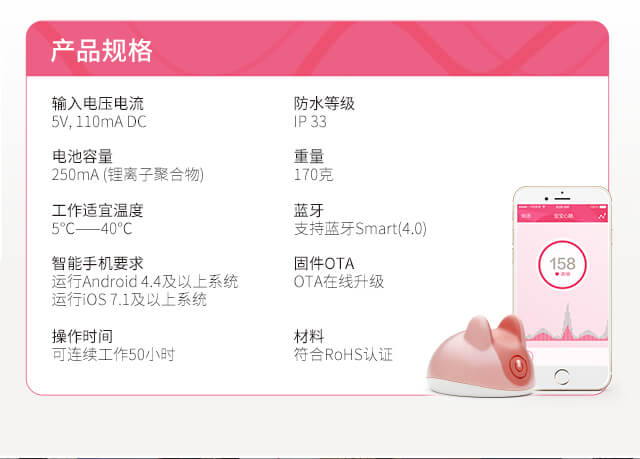 产品规格
输入电压电流
5V, 110mA DC
防水等级
IP 33
电池容量
250mA (锂离子聚合物)
重量
170克
工作适宜温度
5℃——40℃
蓝牙
支持蓝牙Smart(4.0)
智能手机要求
运行Android 4.4及以上系统
运行iOS 7.1及以上系统
固件OTA
OTA在线升级
操作时间
可连续工作50小时
材料
符合RoHS认证
宝宝心跳
158